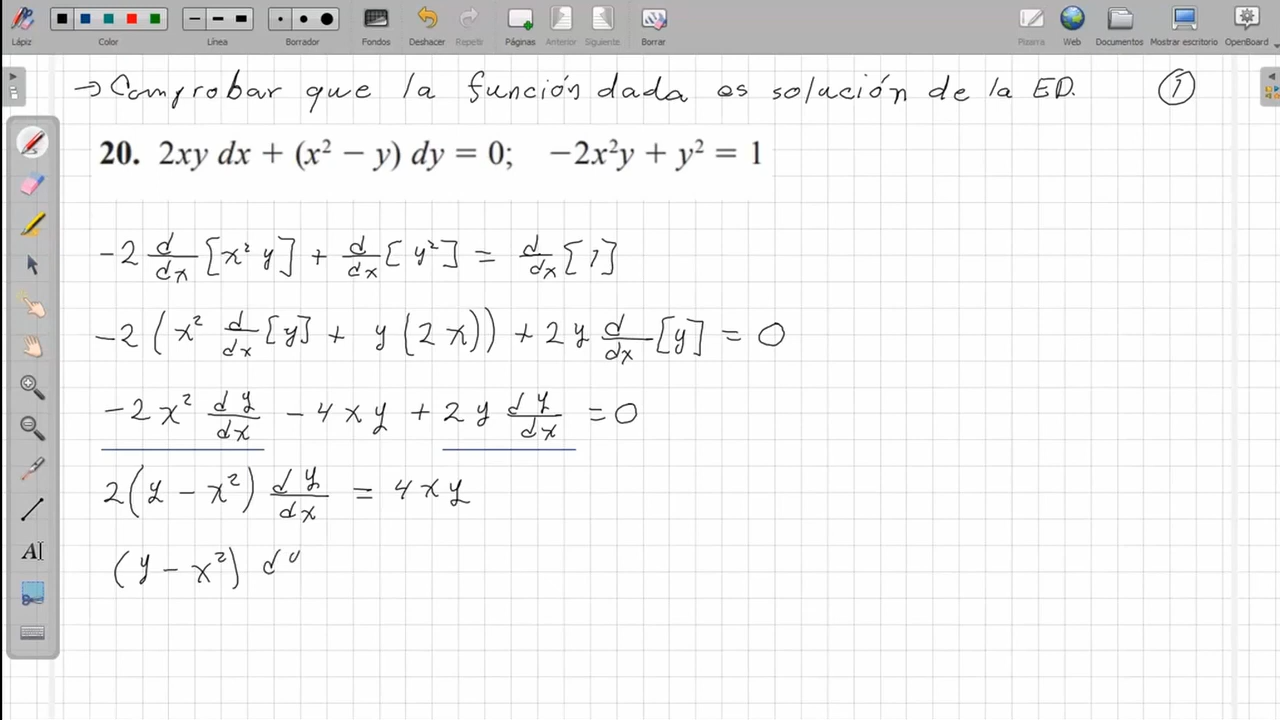 Lápiz Color Línea Borrador Fondos Deshacer Repetir Páginas Anterior Siguiente Borrar Pizarra Web Documentos Mostrar escritorio OpenBoard
→ Comprobar que la función dada es solución de la ED. ①
20. 2xy dx + (x² − y) dy = 0; −2x²y + y² = 1
-2 d/dx [x² y] + d/dx [y²] = d/dx [1]
-2 (x² d/dx [y] + y (2x)) + 2y d/dx [y] = 0
-2x² dy/dx - 4xy + 2y dy/dx = 0
2(y - x²) dy/dx = 4xy
(y - x²) d